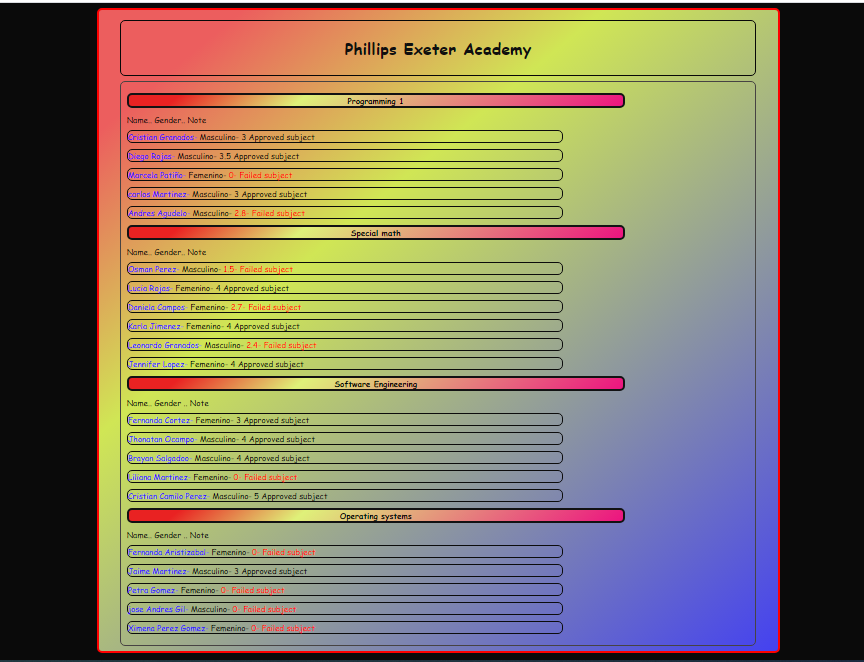 Phillips Exeter Academy
Programming 1
Name.. Gender.. Note
Cristian Granados- Masculino- 3 Approved subject
Diego Rojas- Masculino- 3.5 Approved subject
Marcela Patiño- Femenino- 0- Failed subject
carlos Martinez- Masculino- 3 Approved subject
Andres Agudelo- Masculino- 2.8- Failed subject
Special math
Name.. Gender.. Note
Osman Perez- Masculino- 1.5- Failed subject
Lucia Rojas- Femenino- 4 Approved subject
Daniela Campos- Femenino- 2.7- Failed subject
Karla Jimenez- Femenino- 4 Approved subject
Leonardo Granados- Masculino- 2.4- Failed subject
Jennifer Lopez- Femenino- 4 Approved subject
Software Engineering
Name.. Gender .. Note
Fernanda Cortez- Femenino- 3 Approved subject
Jhonatan Ocampo- Masculino- 4 Approved subject
Brayan Salgadoo- Masculino- 4 Approved subject
Liliana Martinez- Femenino- 0- Failed subject
Cristian Camilo Perez- Masculino- 5 Approved subject
Operating systems
Name.. Gender.. Note
Fernanda Aristizabal- Femenino- 0- Failed subject
Jaime Martinez- Masculino- 3 Approved subject
Petra Gomez- Femenino- 0- Failed subject
jose Andres Gil- Masculino- 0- Failed subject
Ximena Perez Gomez- Femenino- 0- Failed subject